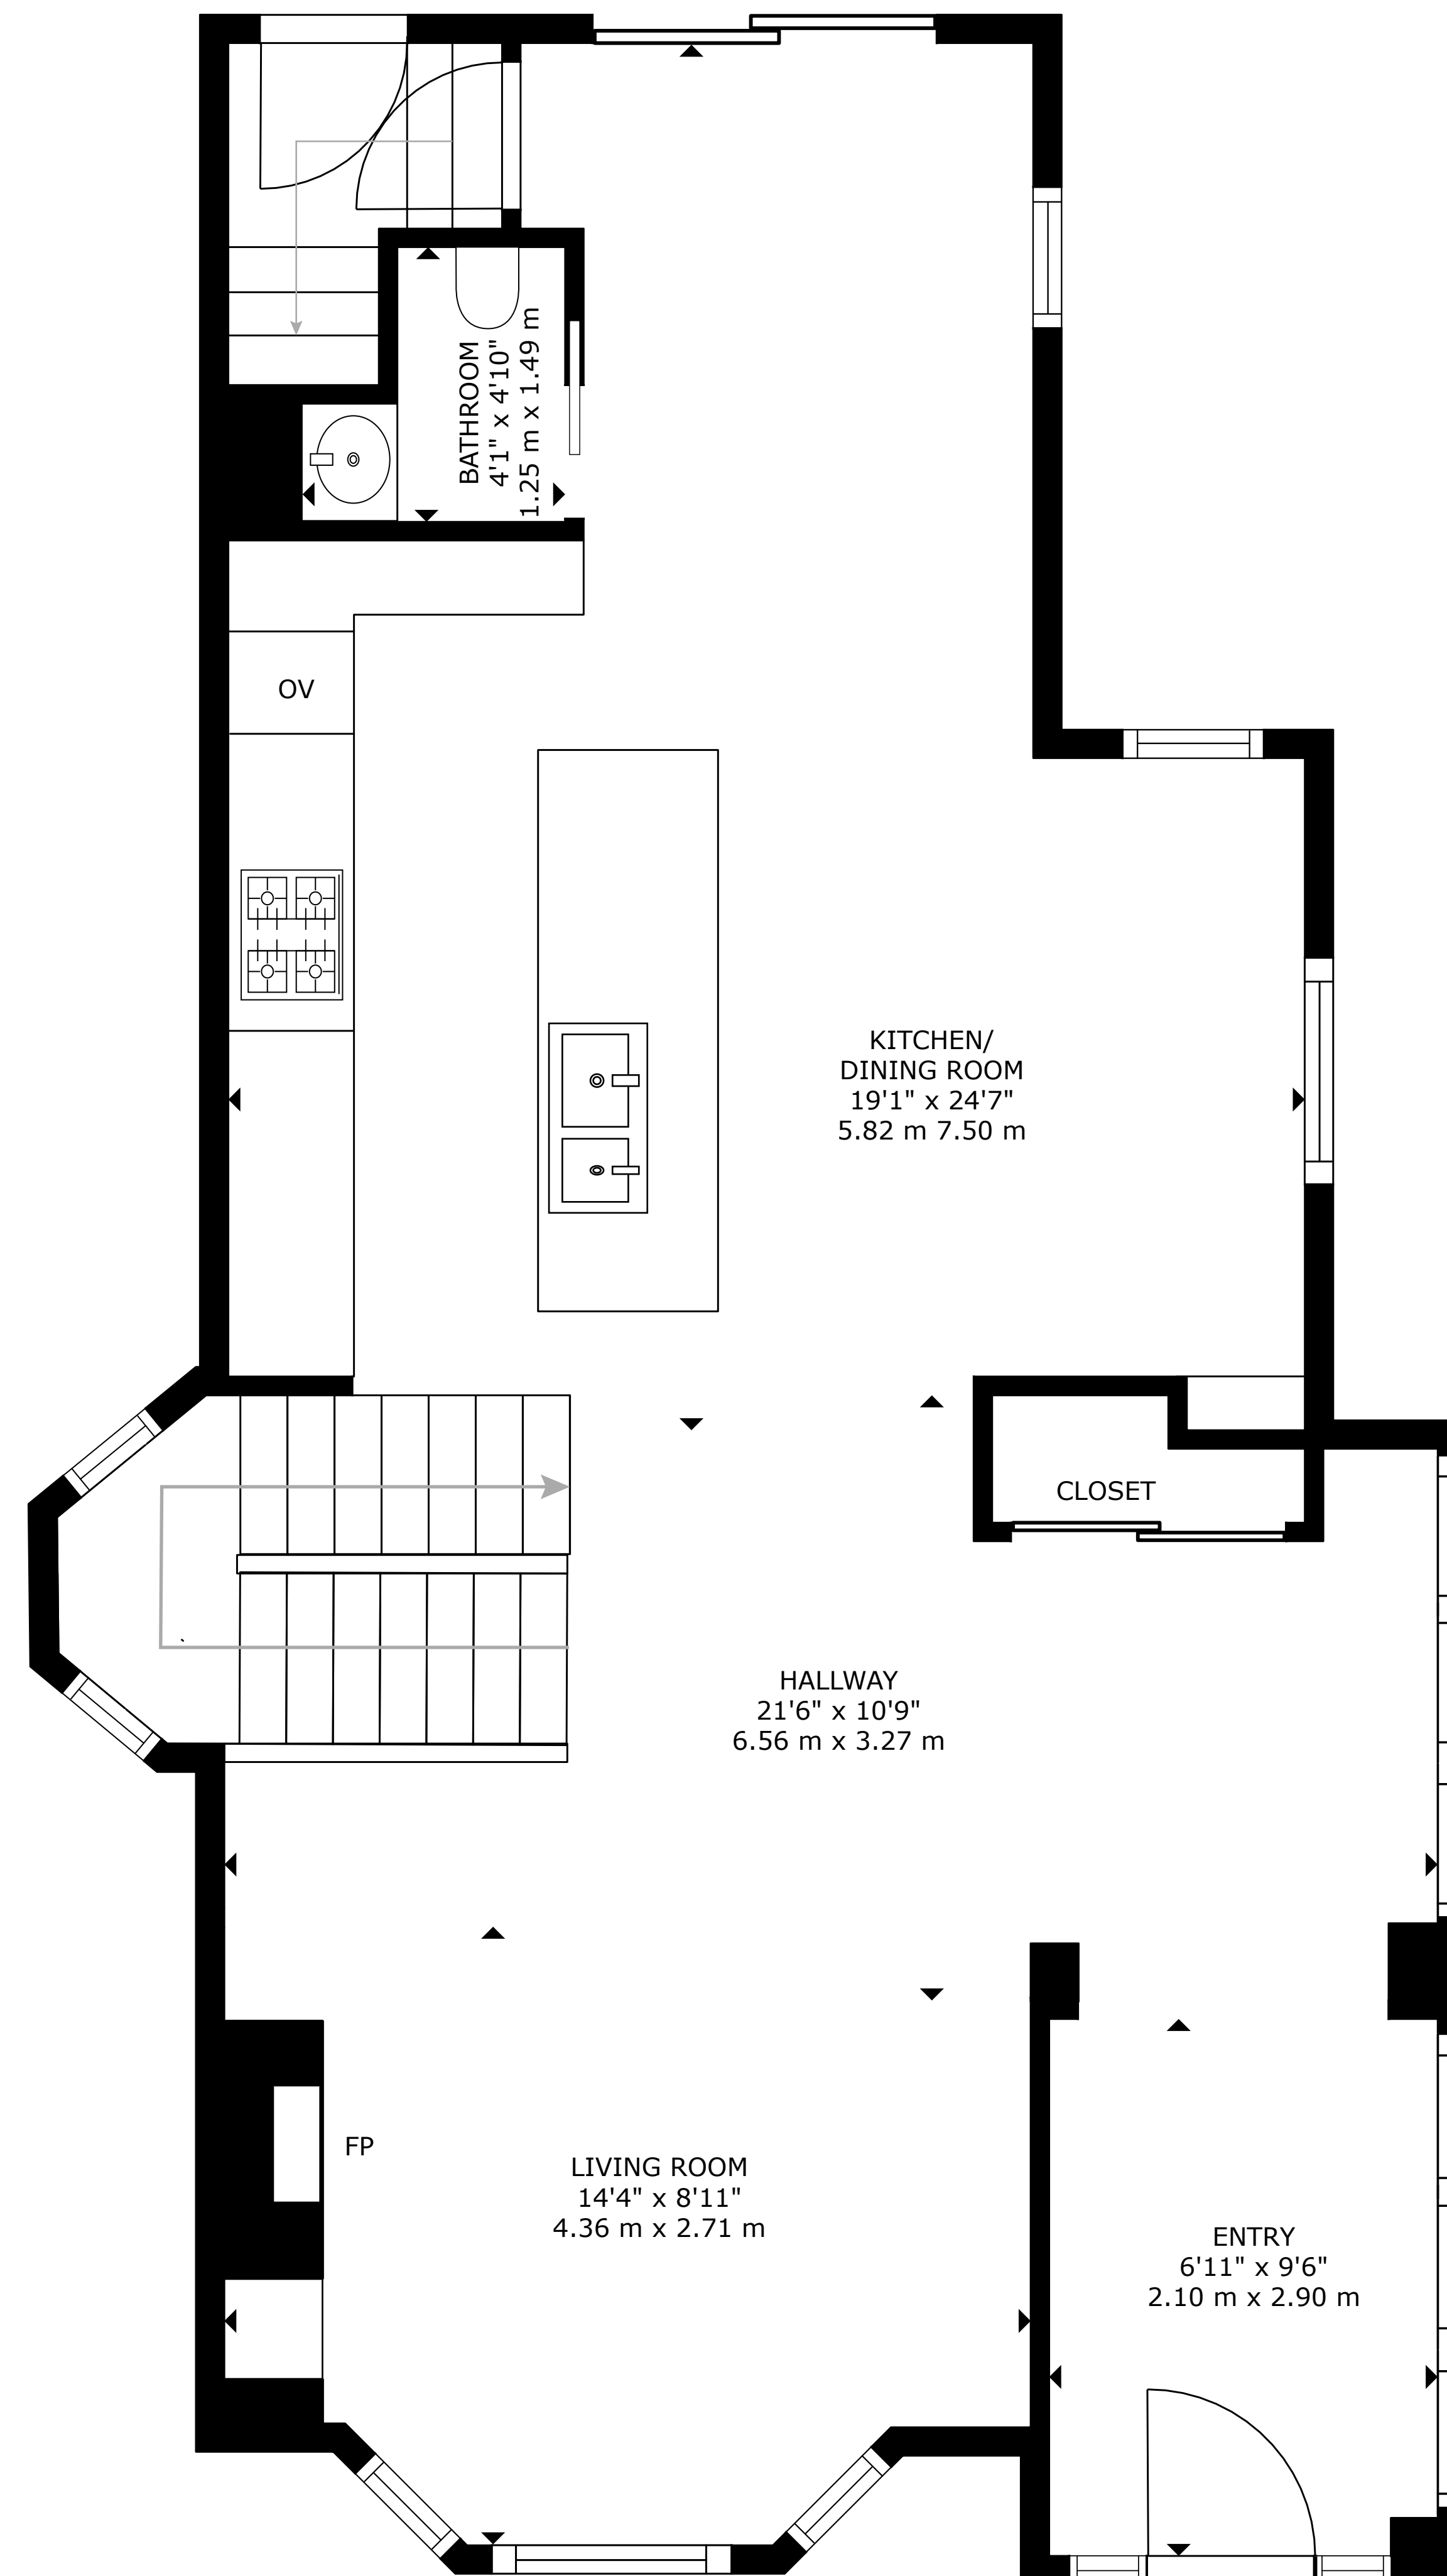 BATHROOM
4'1" x 4'10"
1.25 m x 1.49 m
OV
KITCHEN/
DINING ROOM
19'1" x 24'7"
5.82 m 7.50 m
CLOSET
HALLWAY
21'6" x 10'9"
6.56 m x 3.27 m
FP
LIVING ROOM
14'4" x 8'11"
4.36 m x 2.71 m
ENTRY
6'11" x 9'6"
2.10 m x 2.90 m